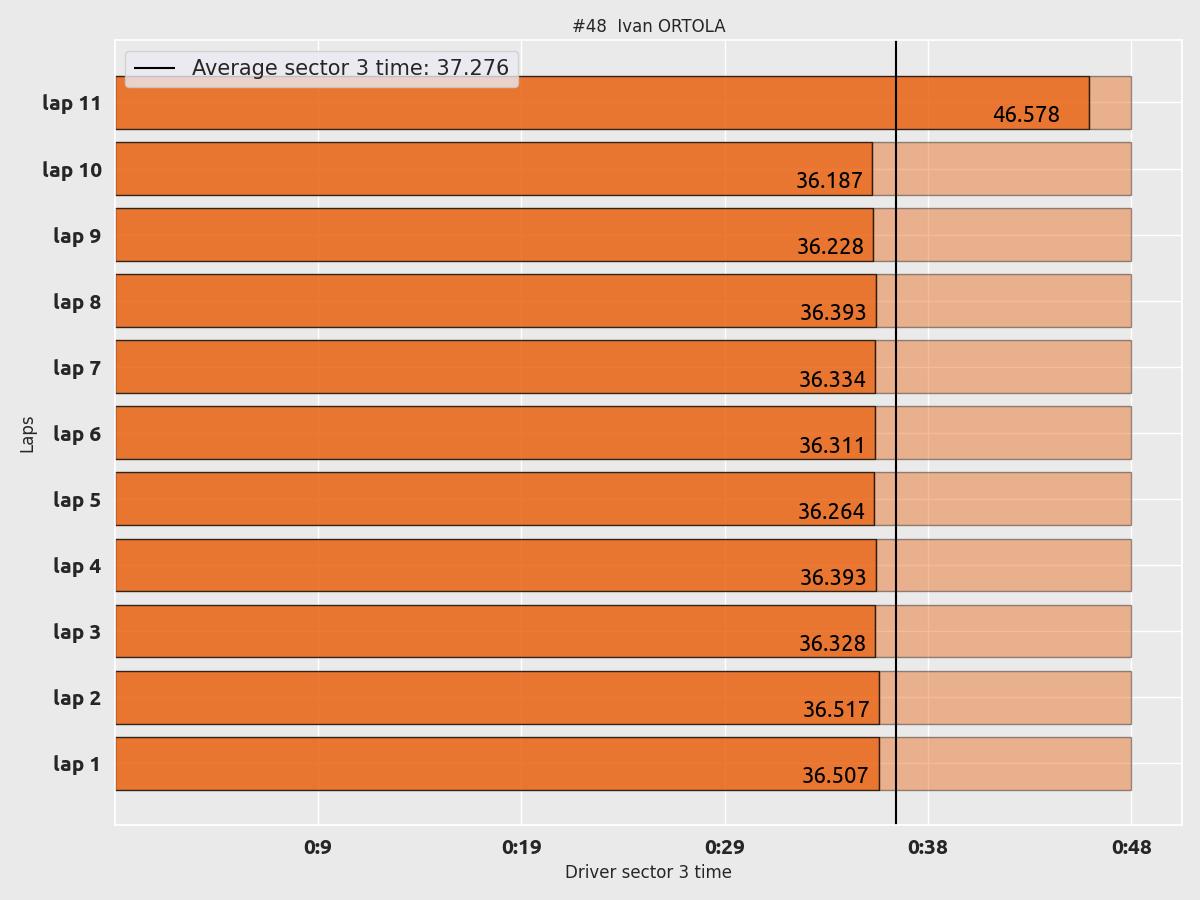 #48  Ivan ORTOLA
Average sector 3 time: 37.276
lap 11
46.578
lap 10
36.187
lap 9
36.228
lap 8
36.393
lap 7
36.334
lap 6
36.311
lap 5
36.264
lap 4
36.393
lap 3
36.328
lap 2
36.517
lap 1
36.507
Laps
0:9
0:19
0:29
0:38
0:48
Driver sector 3 time